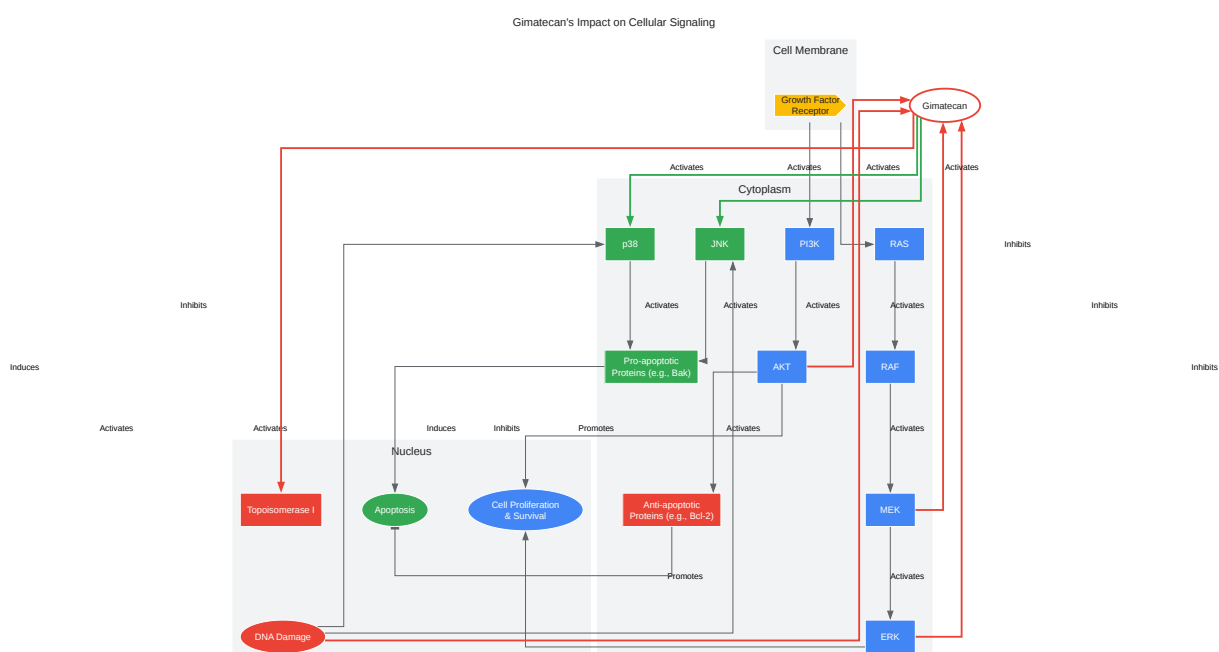 Gimatecan's Impact on Cellular Signaling
Cell Membrane
Growth Factor
Receptor
Gimatecan
Activates
Activates
Activates
Activates
Cytoplasm
p38
JNK
PI3K
RAS
Inhibits
Inhibits
Activates
Activates
Activates
Activates
Inhibits
Induces
Pro-apoptotic
Proteins (e.g., Bak)
AKT
RAF
Inhibits
Activates
Activates
Induces
Inhibits
Promotes
Activates
Activates
Nucleus
Topoisomerase I
Apoptosis
Cell Proliferation
& Survival
Anti-apoptotic
Proteins (e.g., Bcl-2)
MEK
Promotes
Activates
DNA Damage
ERK